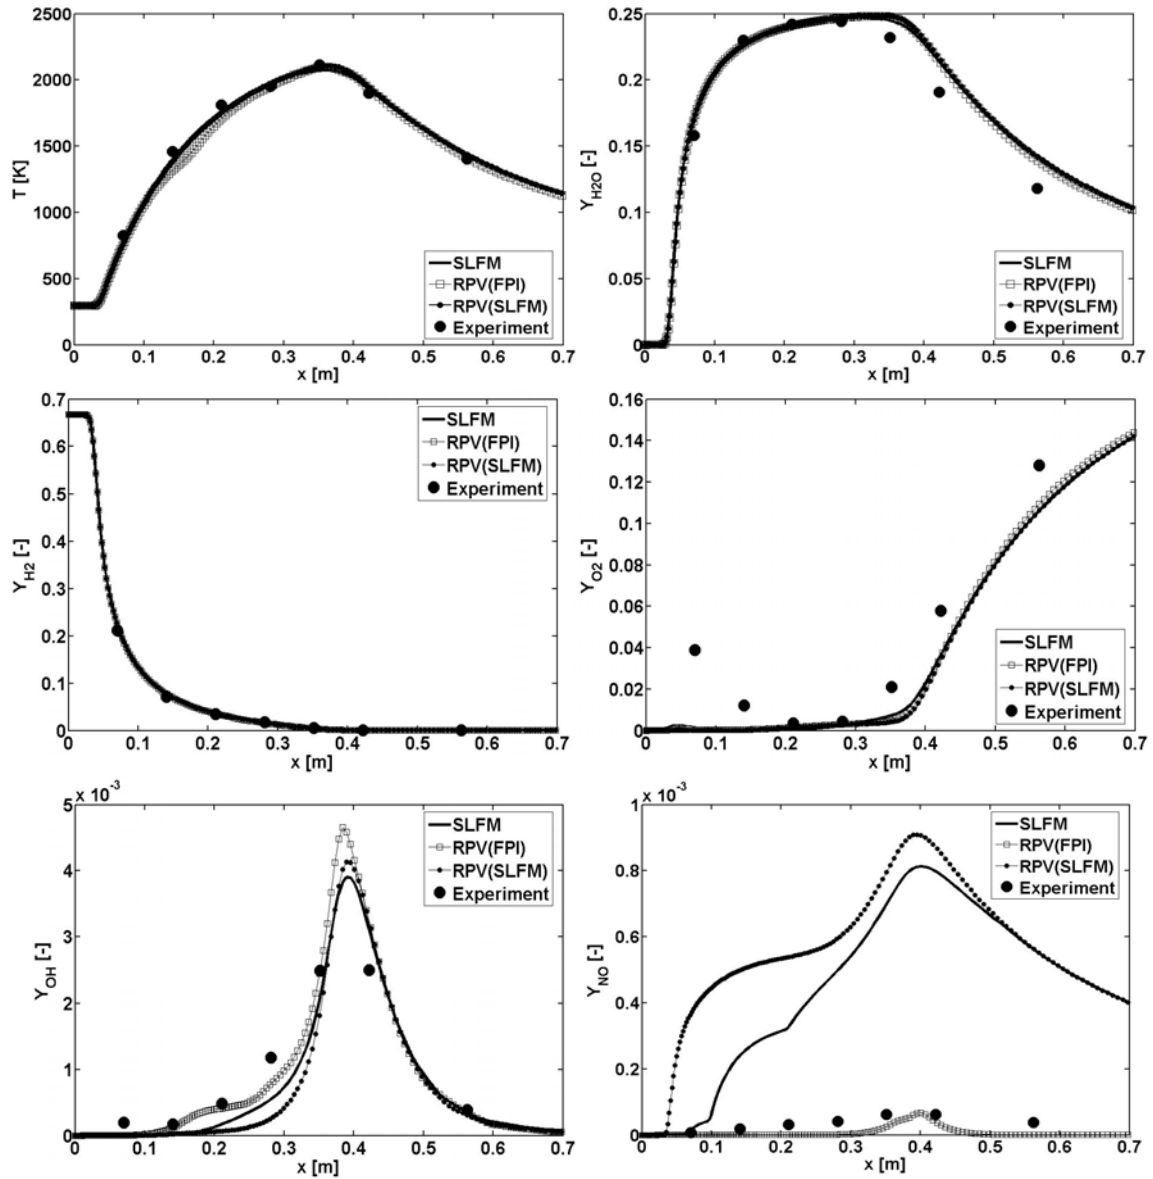 2500
2000
1500
1000
500
0
T [K]
0 0.1 0.2 0.3 0.4 0.5 0.6 0.7
x [m]
SLFM
RPV(FPI)
RPV(SLFM)
Experiment
0.25
0.2
0.15
0.1
0.05
0
Y_H2O [-]
0 0.1 0.2 0.3 0.4 0.5 0.6 0.7
x [m]
SLFM
RPV(FPI)
RPV(SLFM)
Experiment
0.7
0.6
0.5
0.4
0.3
0.2
0.1
0
Y_H2 [-]
0 0.1 0.2 0.3 0.4 0.5 0.6 0.7
x [m]
SLFM
RPV(FPI)
RPV(SLFM)
Experiment
0.16
0.14
0.12
0.1
0.08
0.06
0.04
0.02
0
Y_O2 [-]
0 0.1 0.2 0.3 0.4 0.5 0.6 0.7
x [m]
SLFM
RPV(FPI)
RPV(SLFM)
Experiment
x 10^-3
5
4
3
2
1
0
Y_OH [-]
0 0.1 0.2 0.3 0.4 0.5 0.6 0.7
x [m]
SLFM
RPV(FPI)
RPV(SLFM)
Experiment
x 10^-3
1
0.8
0.6
0.4
0.2
0
Y_NO [-]
0 0.1 0.2 0.3 0.4 0.5 0.6 0.7
x [m]
SLFM
RPV(FPI)
RPV(SLFM)
Experiment